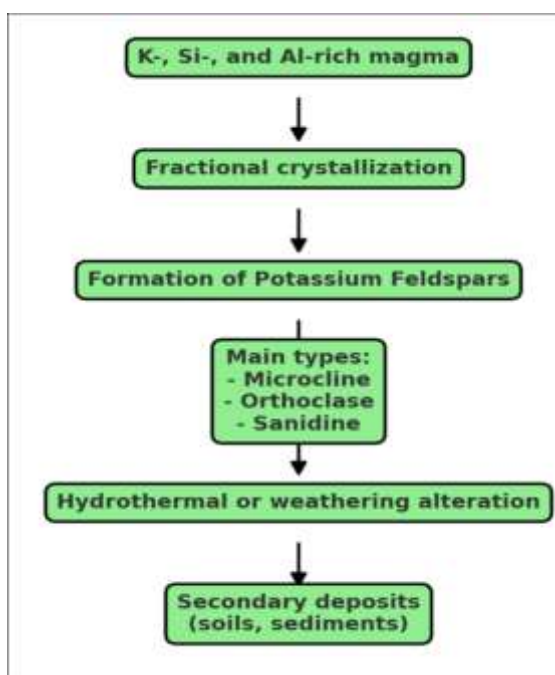 K-, Si-, and Al-rich magma
Fractional crystallization
Formation of Potassium Feldspars
Main types:
- Microcline
- Orthoclase
- Sanidine
Hydrothermal or weathering alteration
Secondary deposits
(soils, sediments)